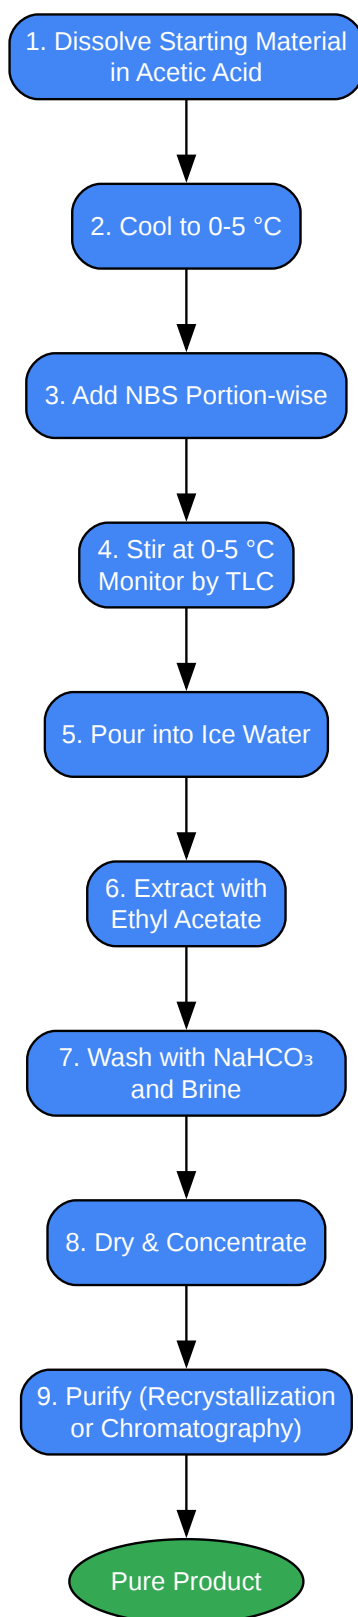 1. Dissolve Starting Material
in Acetic Acid
2. Cool to 0-5 °C
3. Add NBS Portion-wise
4. Stir at 0-5 °C
Monitor by TLC
5. Pour into Ice Water
6. Extract with
Ethyl Acetate
7. Wash with NaHCO₃
and Brine
8. Dry & Concentrate
9. Purify (Recrystallization
or Chromatography)
Pure Product